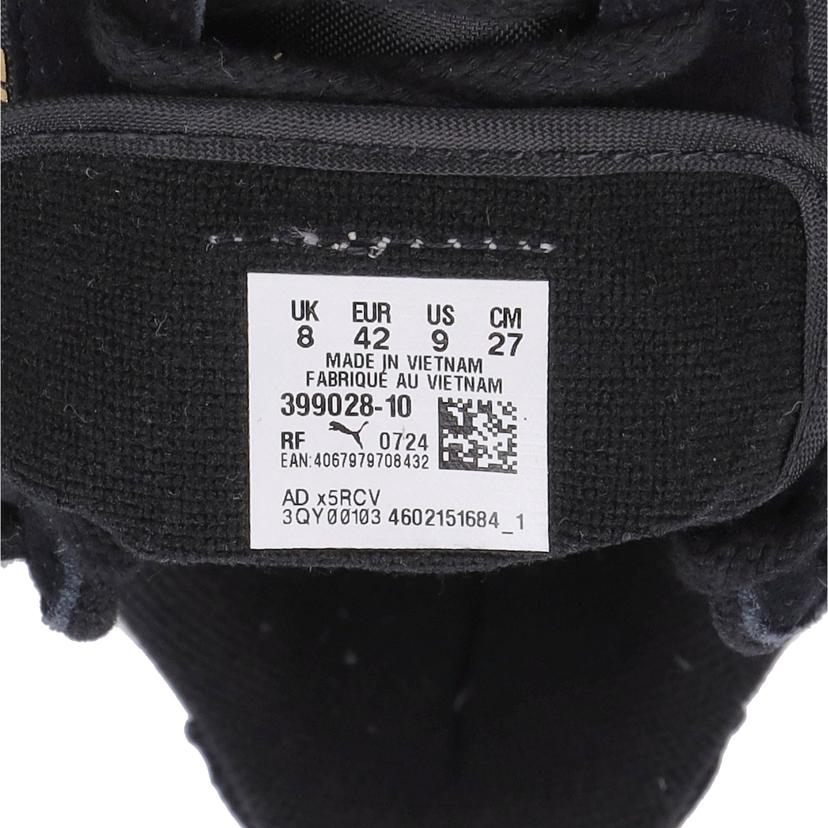 UK EUR US CM
8 42 9 27
MADE IN VIETNAM
FABRIQUÉ AU VIETNAM
399028-10
RF 0724
EAN:4067979708432
AD x5RCV
3QY00103 4602151684_1